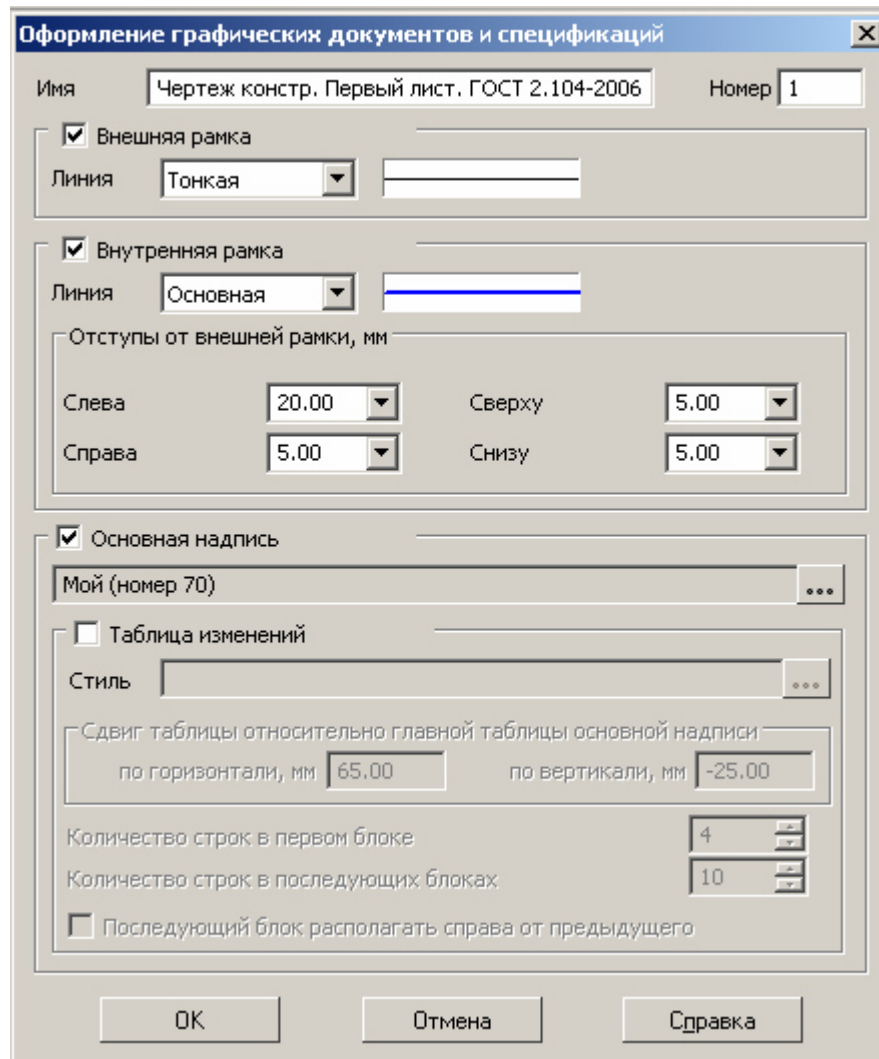 Оформление графических документов и спецификаций
Имя Чертеж констр. Первый лист. ГОСТ 2.104-2006 Номер 1
Внешняя рамка
Линия Тонкая
Внутренняя рамка
Линия Основная
Отступы от внешней рамки, мм
Слева 20.00 Сверху 5.00
Справа 5.00 Снизу 5.00
Основная надпись
Мой (номер 70) ...
Таблица изменений
Стиль ...
Сдвиг таблицы относительно главной таблицы основной надписи
по горизонтали, мм 65.00 по вертикали, мм -25.00
Количество строк в первом блоке 4
Количество строк в последующих блоках 10
Последующий блок располагать справа от предыдущего
OK Отмена Справка